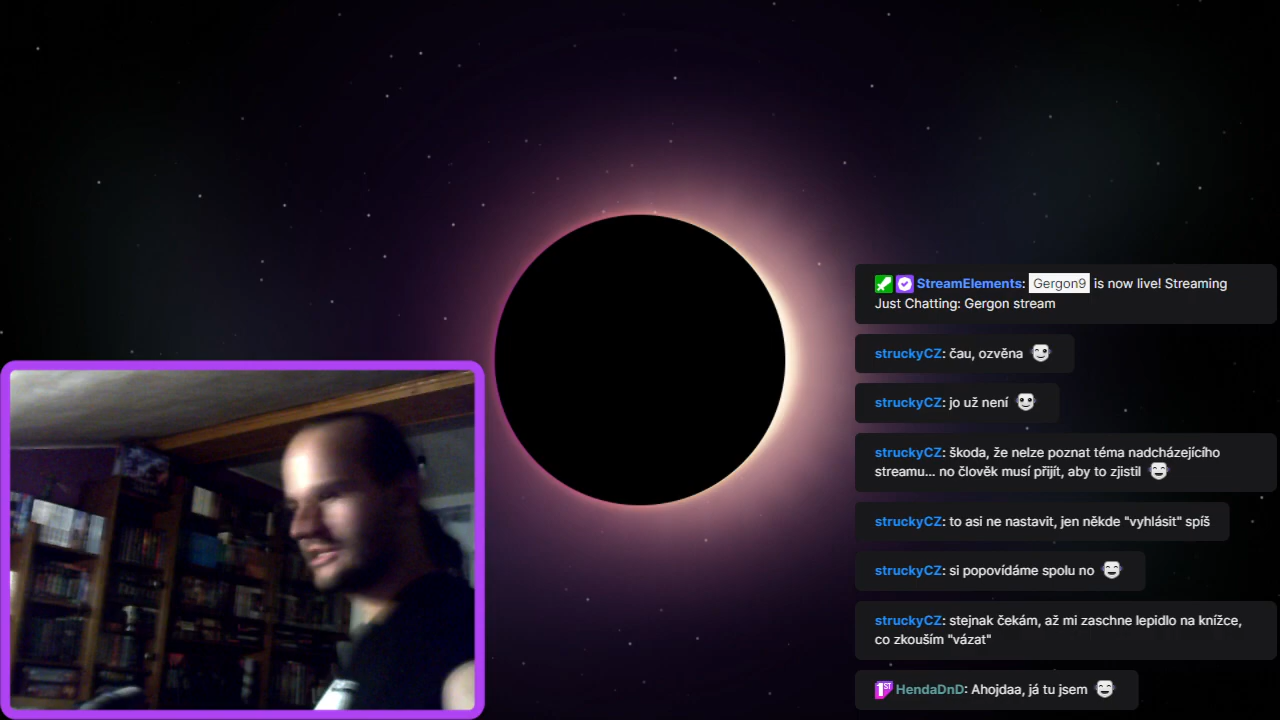 StreamElements: Gergon9 is now live! Streaming
Just Chatting: Gergon stream
struckyCZ: čau, ozvěna
struckyCZ: jo už není
struckyCZ: škoda, že nelze poznat téma nadcházejícího
streamu... no člověk musí přijít, aby to zjistil
struckyCZ: to asi ne nastavit, jen někde "vyhlásit" spíš
struckyCZ: si popovídáme spolu no
struckyCZ: stejnak čekám, až mi zaschne lepidlo na knížce,
co zkouším "vázat"
1ST HendaDnD: Ahojdaa, já tu jsem